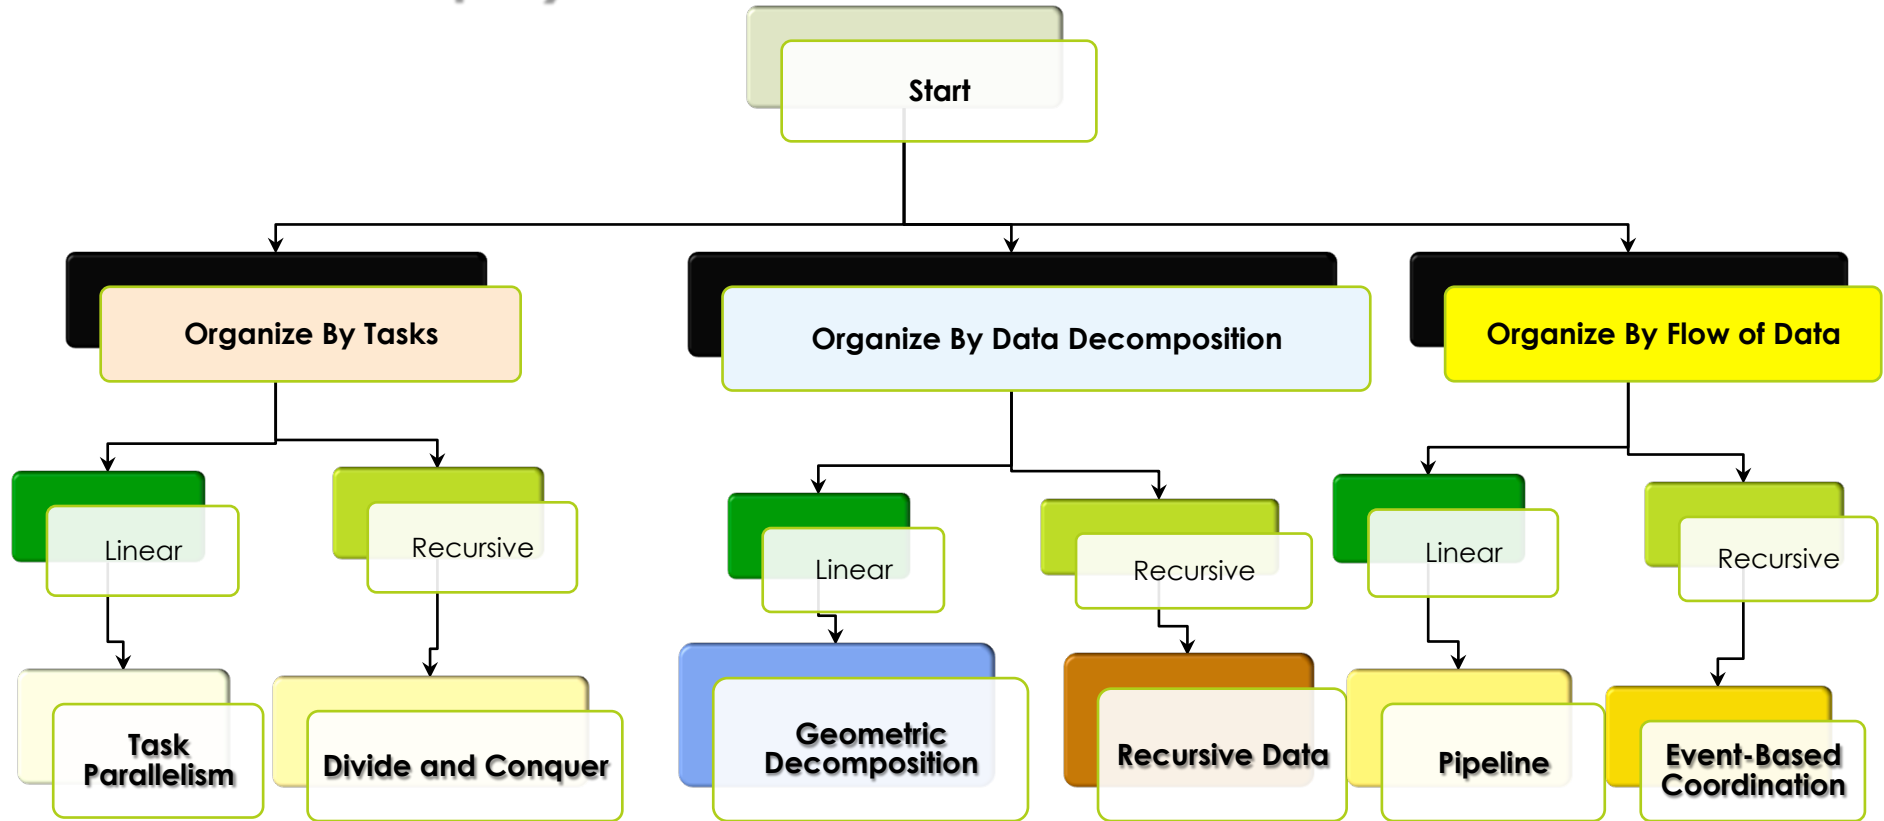 Start
Organize By Tasks
Organize By Data Decomposition
Organize By Flow of Data
Linear
Recursive
Linear
Recursive
Linear
Recursive
Task
Parallelism
Divide and Conquer
Geometric
Decomposition
Recursive Data
Pipeline
Event-Based
Coordination